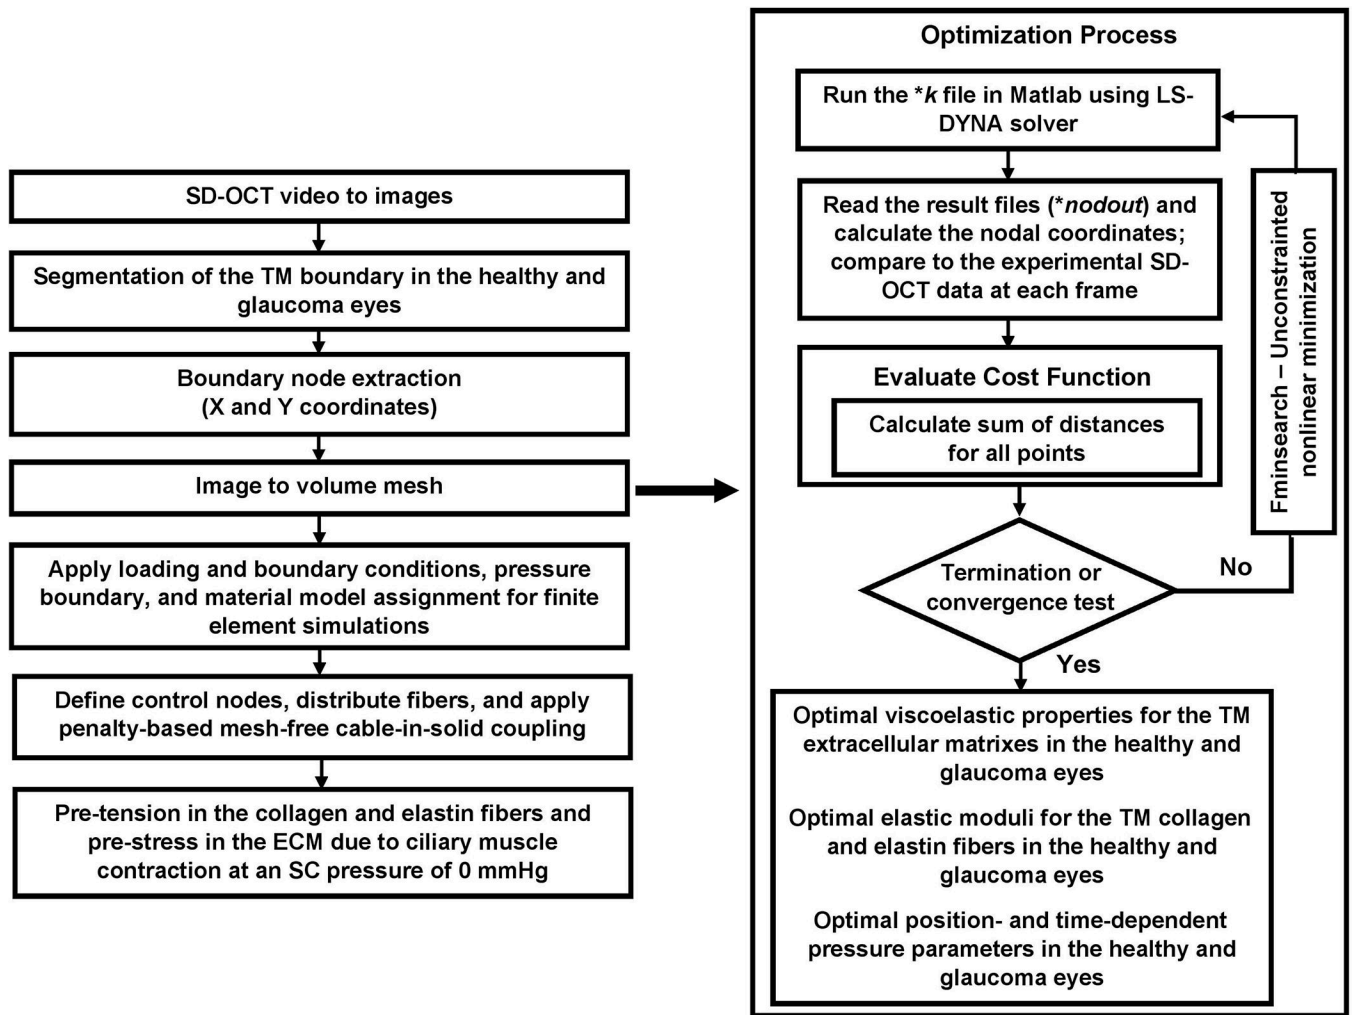 SD-OCT video to images
Segmentation of the TM boundary in the healthy and
glaucoma eyes
Boundary node extraction
(X and Y coordinates)
Image to volume mesh
Apply loading and boundary conditions, pressure
boundary, and material model assignment for finite
element simulations
Define control nodes, distribute fibers, and apply
penalty-based mesh-free cable-in-solid coupling
Pre-tension in the collagen and elastin fibers and
pre-stress in the ECM due to ciliary muscle
contraction at an SC pressure of 0 mmHg
Optimization Process
Run the *k file in Matlab using LS-
DYNA solver
Read the result files (*nodout) and
calculate the nodal coordinates;
compare to the experimental SD-
OCT data at each frame
Evaluate Cost Function
Calculate sum of distances
for all points
Termination or
convergence test
No
Fminsearch – Unconstrainted
nonlinear minimization
Yes
Optimal viscoelastic properties for the TM
extracellular matrixes in the healthy and
glaucoma eyes
Optimal elastic moduli for the TM collagen
and elastin fibers in the healthy and
glaucoma eyes
Optimal position- and time-dependent
pressure parameters in the healthy and
glaucoma eyes